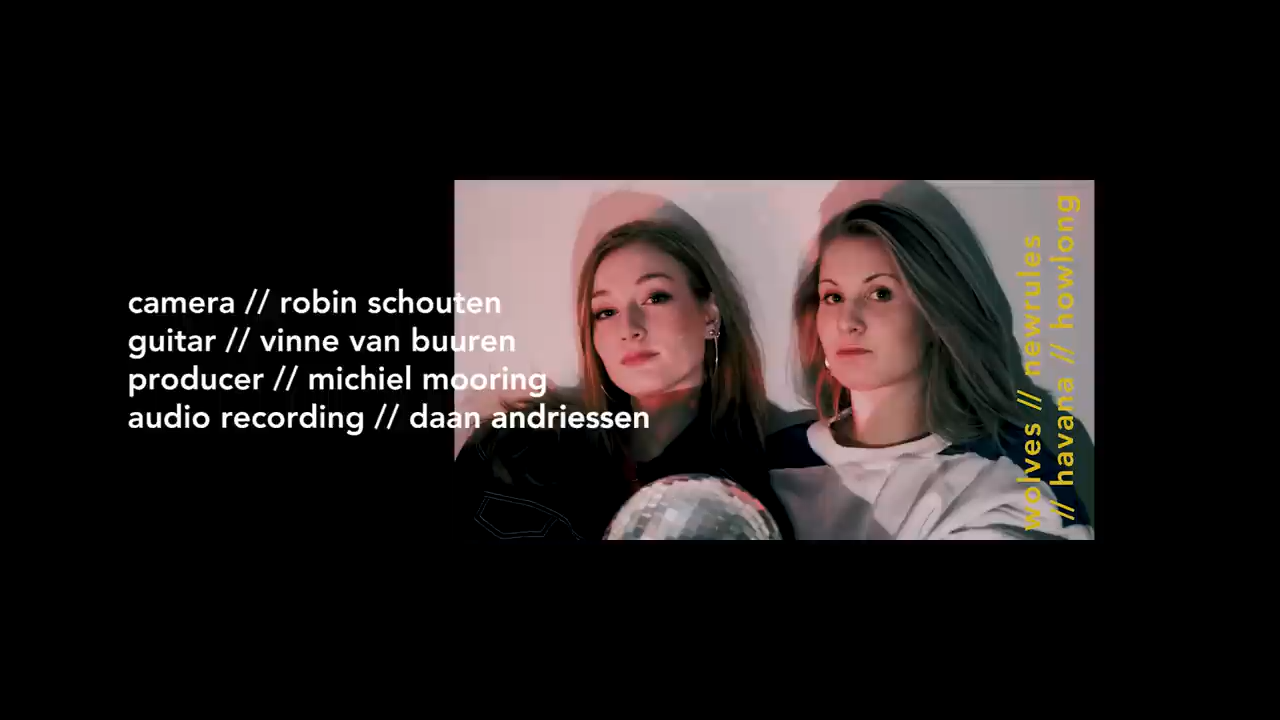 camera // robin schouten
guitar // vinne van buuren
producer // michiel mooring
audio recording // daan andriessen
wolves // newrules
// havana // howlong